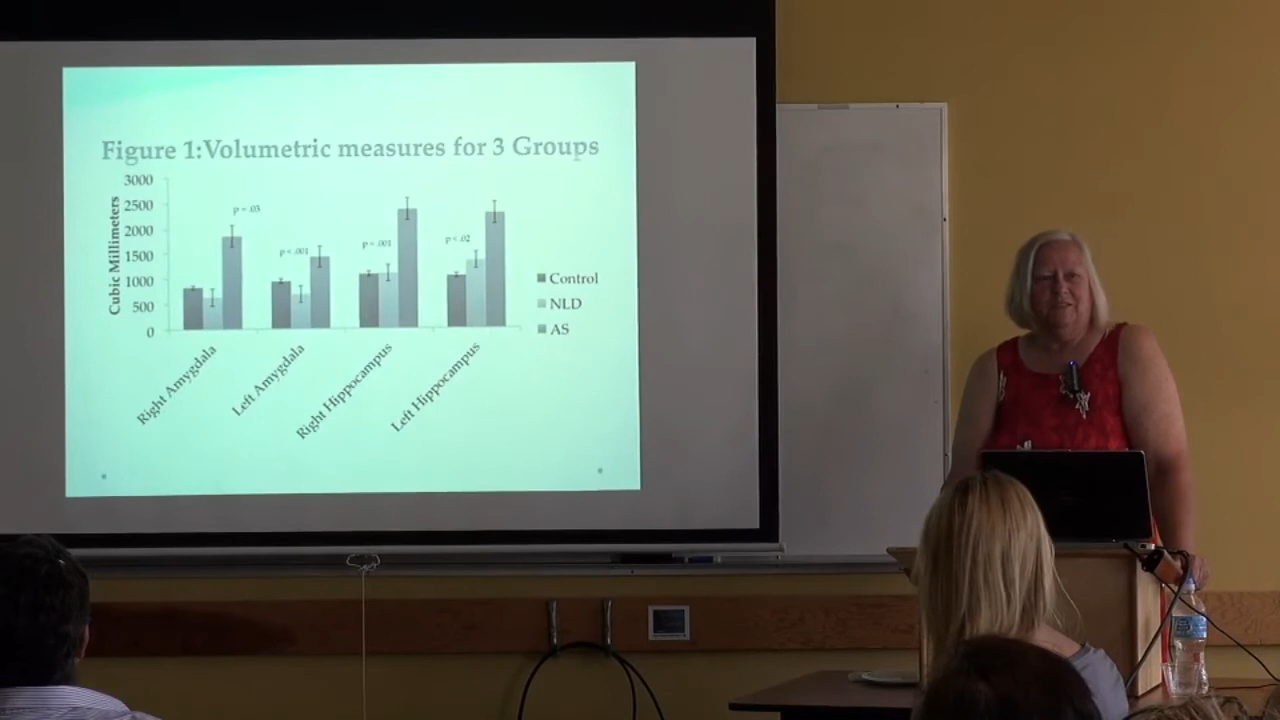 Figure 1:Volumetric measures for 3 Groups
Cubic Millimeters
3000
2500
2000
1500
1000
500
0
p = .03
p < .001
p = .001
p < .02
Right Amygdala
Left Amygdala
Right Hippocampus
Left Hippocampus
Control
NLD
AS